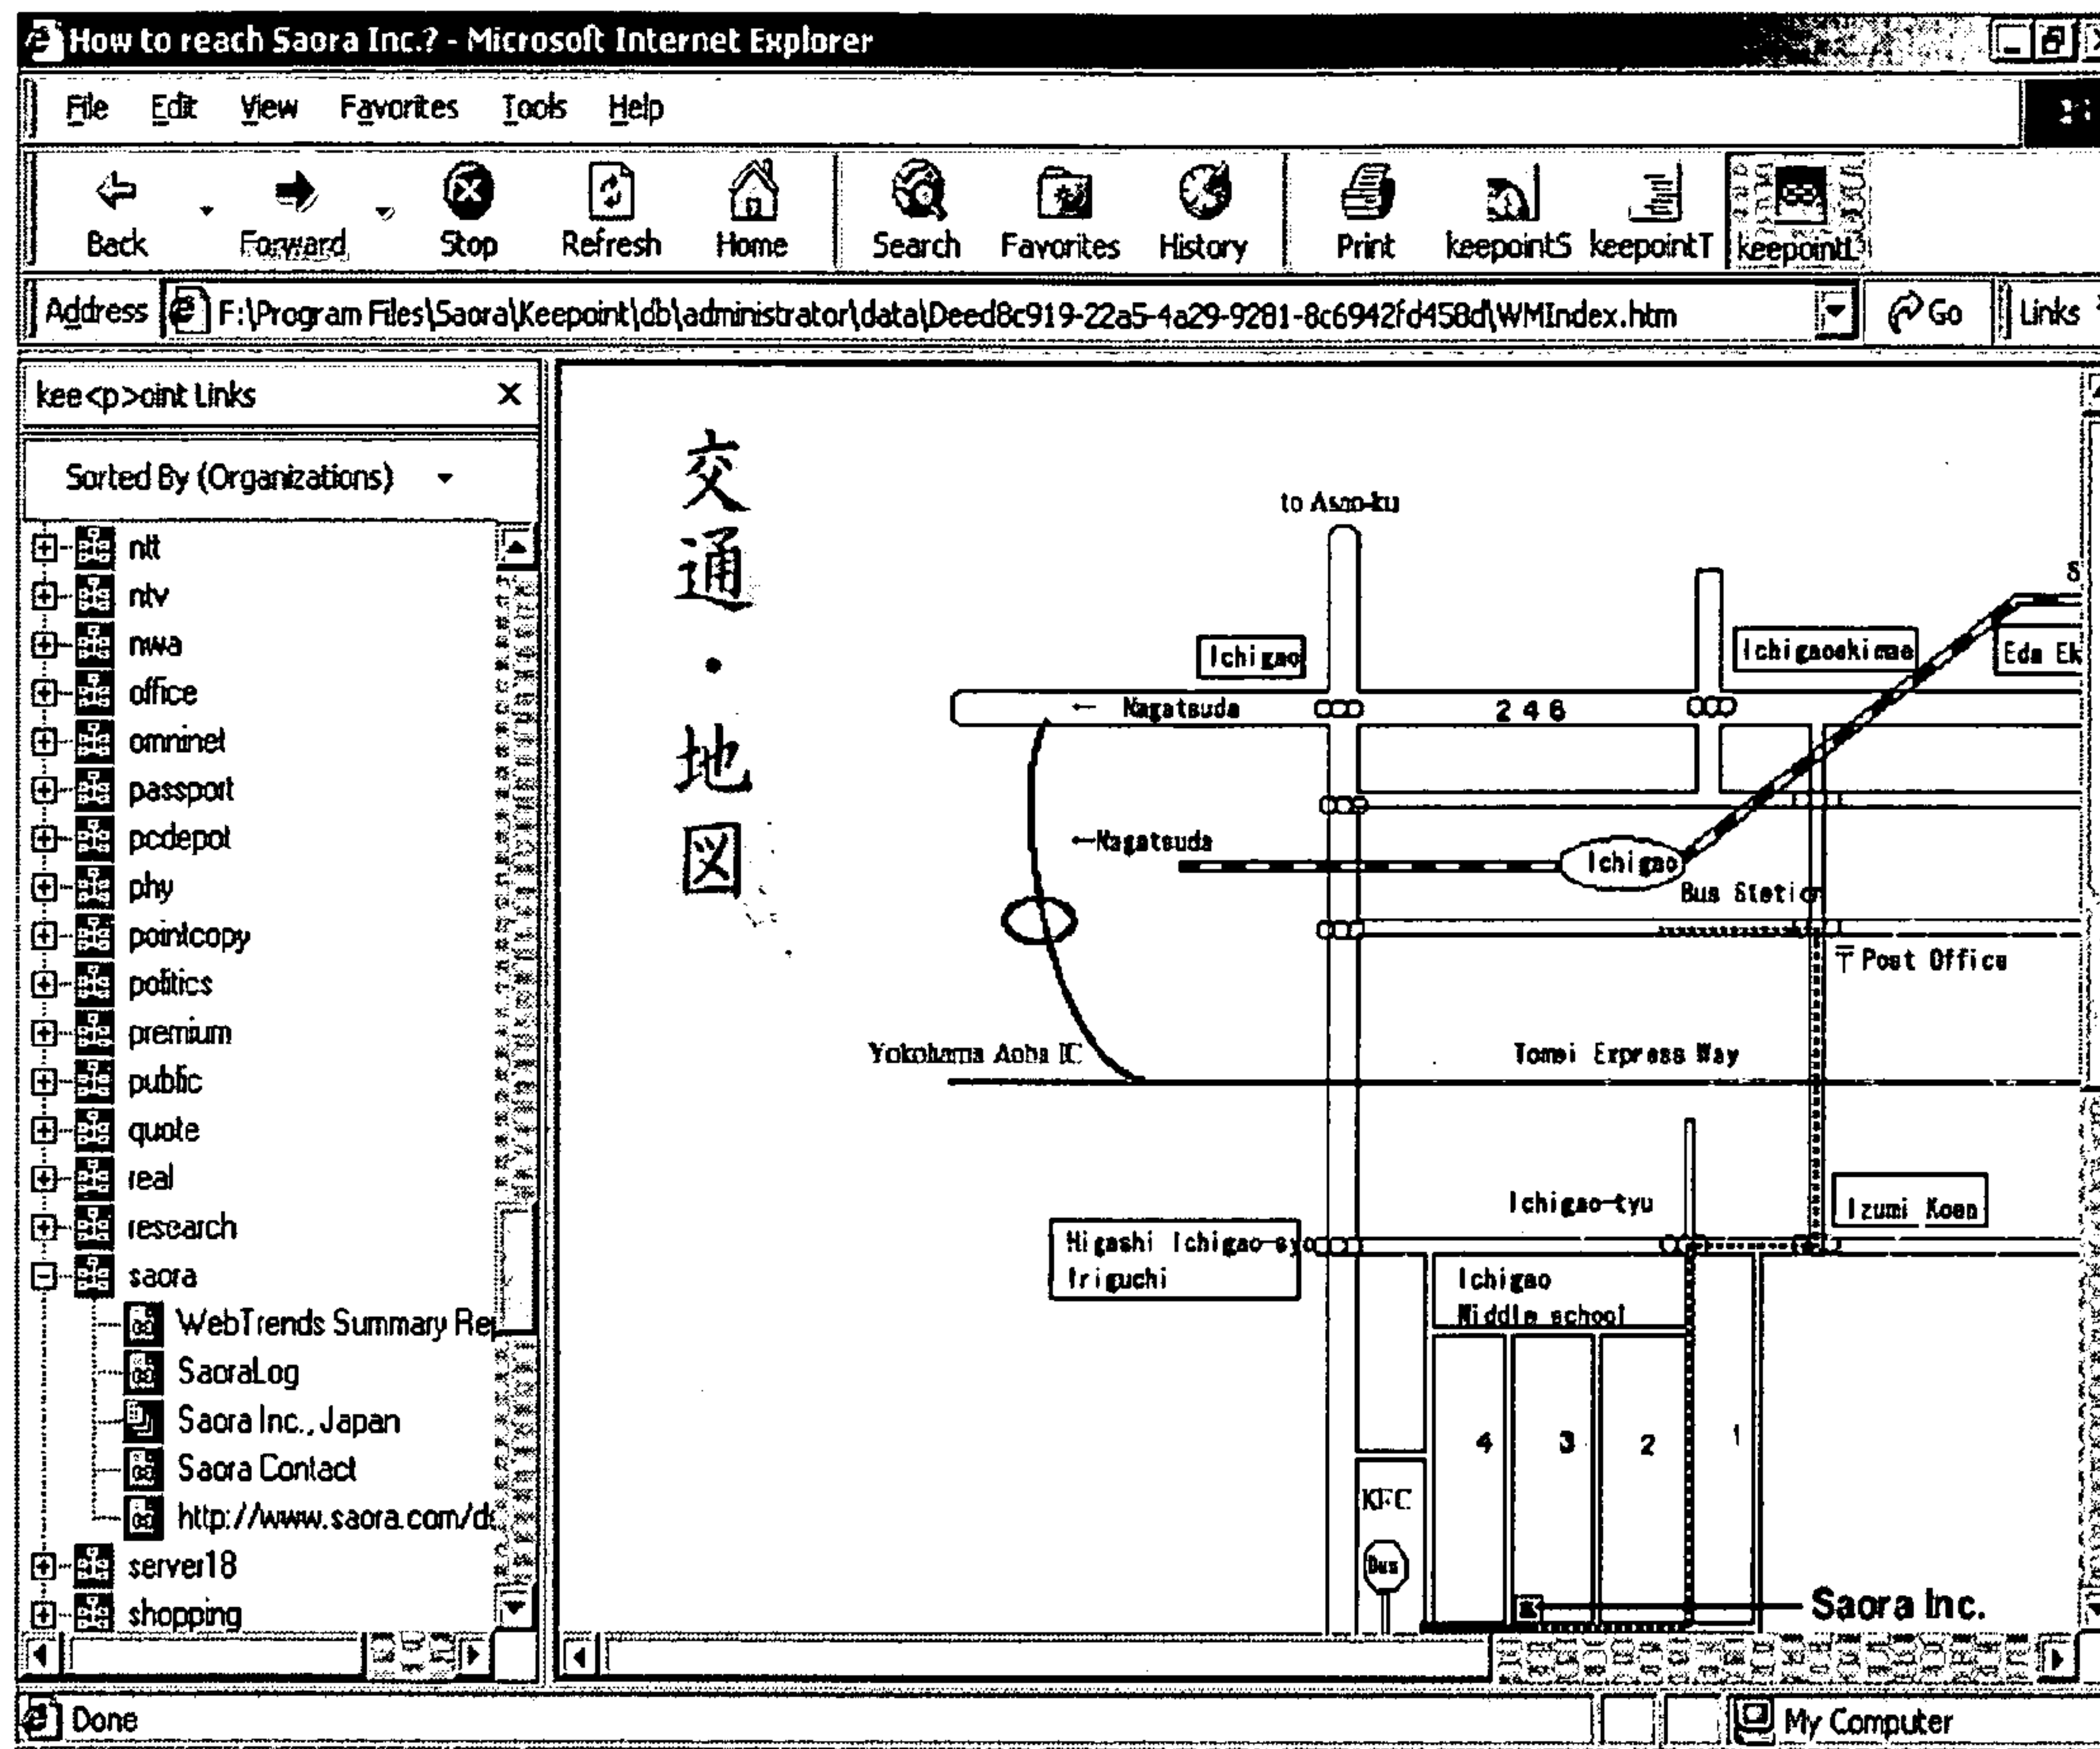 How to reach Saora Inc.? - Microsoft Internet Explorer
File Edit View Favorites Tools Help
Back Forward Stop Refresh Home Search Favorites History Print keepointS keepointT keepointL
Address F:\Program Files\Saora\Keepoint\db\administrator\data\Deed8c919-22a5-4a29-9281-8c6942fd458d\WMIndex.htm Go Links
kee<p>oint Links
Sorted By (Organizations)
ntt
ntv
nwa
office
omninet
passport
pcdepot
phy
pointcopy
politics
premium
public
quote
real
research
saora
WebTrends Summary Re
SaoraLog
Saora Inc., Japan
Saora Contact
http://www.saora.com/d
server18
shopping
交通・地図
to Asao-ku
S
Ichigao
Ichigaoekimae
Eda Ek
← Nagatsuda
246
←Nagatsuda
Ichigao
Bus Static
〒Post Office
Yokohama Aoba IC
Tomei Express Way
Ichigao-tyu
Izumi Koen
Higashi Ichigao-syo
Iriguchi
Ichigao
Middle school
4 3 2 1
KFC
Bus
Saora Inc.
Done
My Computer